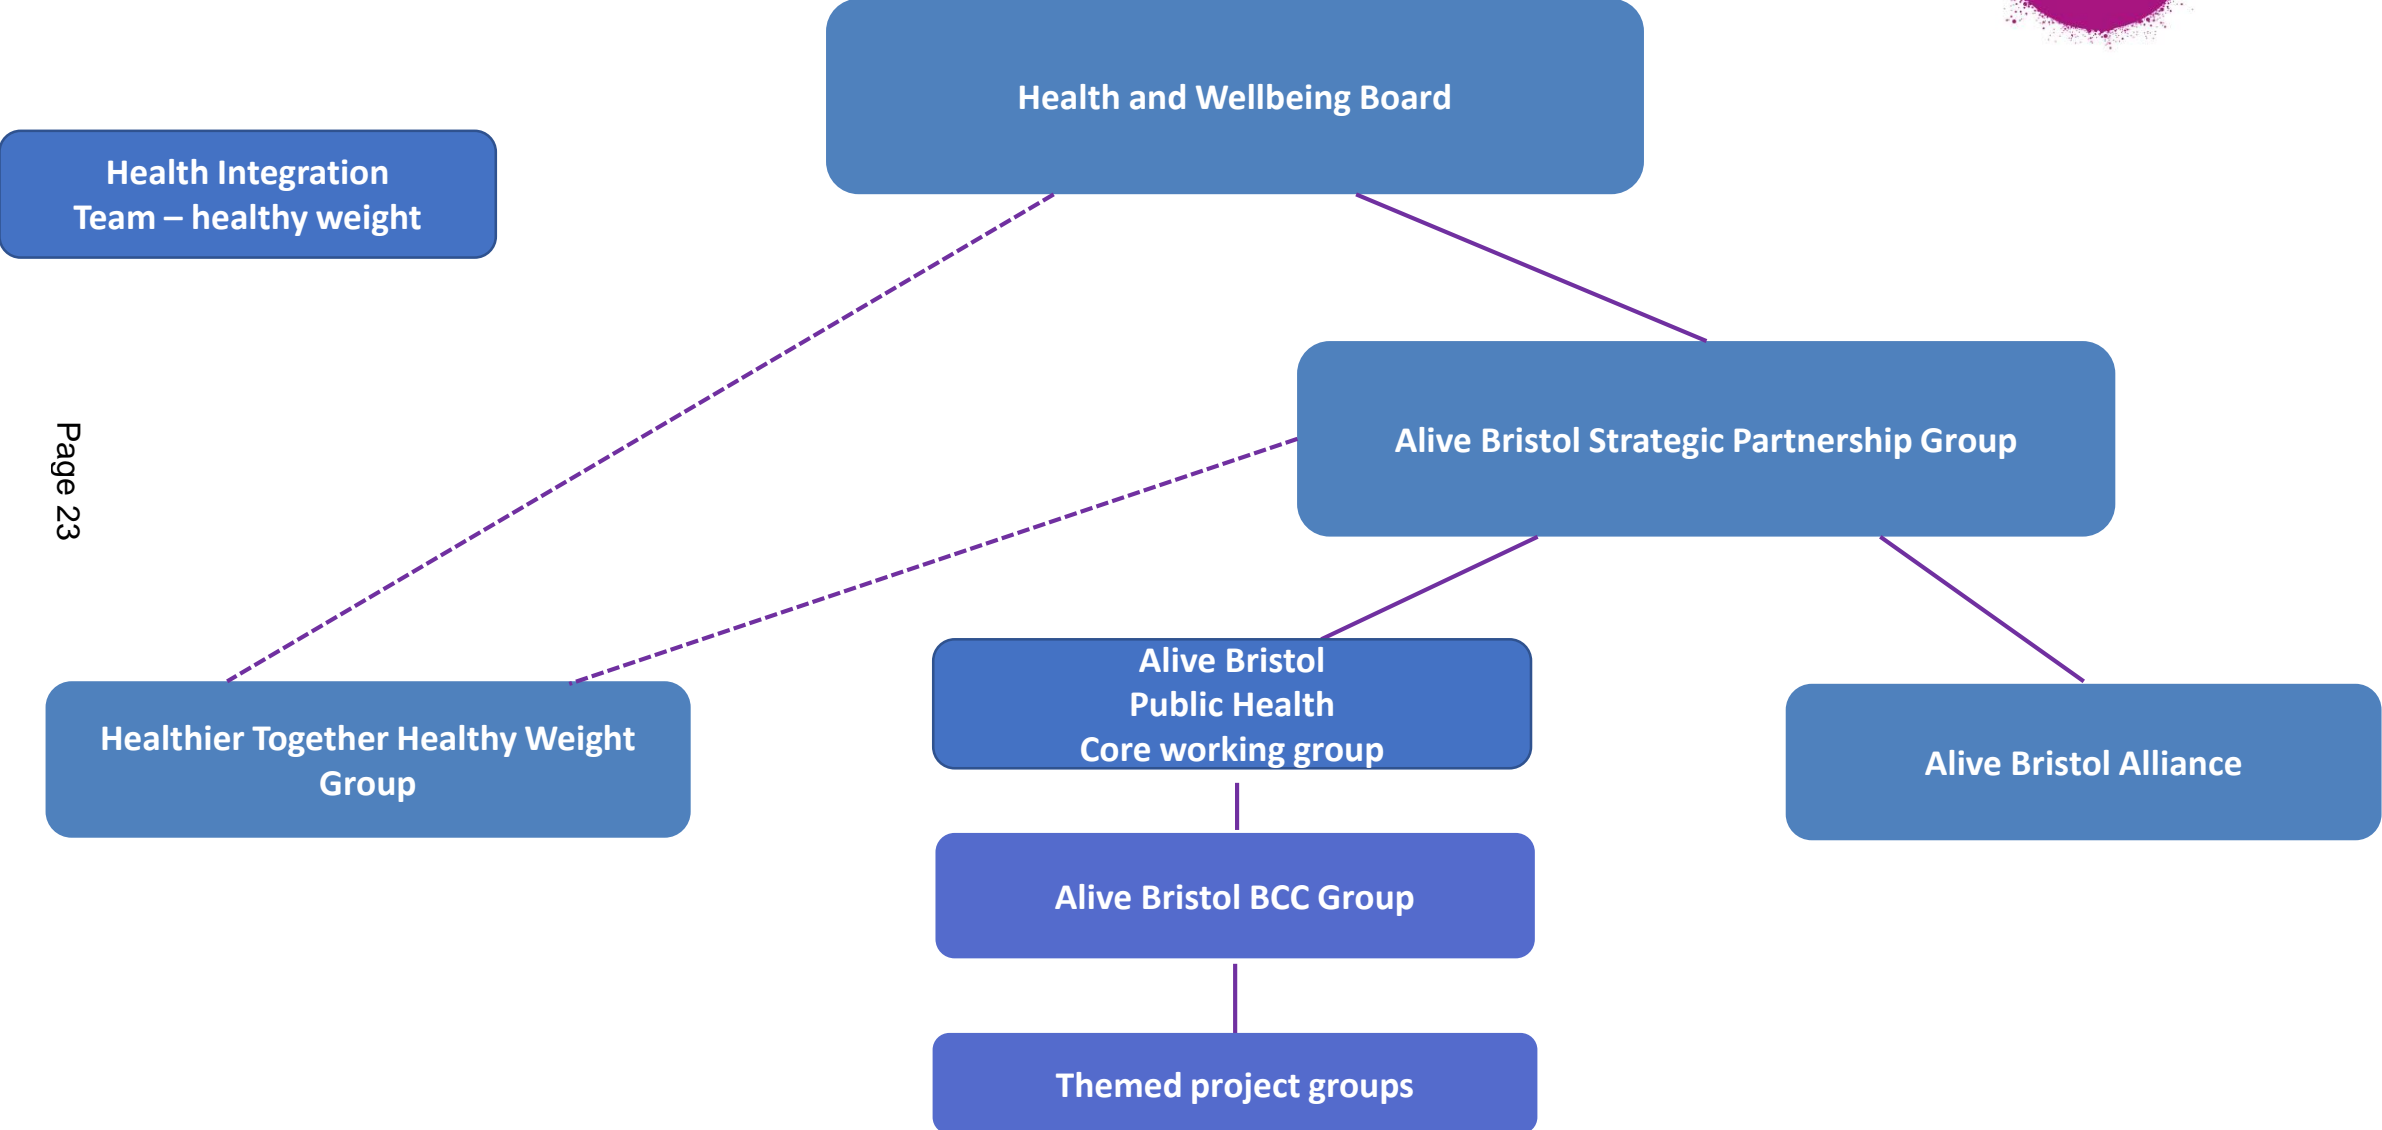 Health and Wellbeing Board
Health Integration
Team – healthy weight
Alive Bristol Strategic Partnership Group
Page 23
Healthier Together Healthy Weight
Group
Alive Bristol
Public Health
Core working group
Alive Bristol Alliance
Alive Bristol BCC Group
Themed project groups